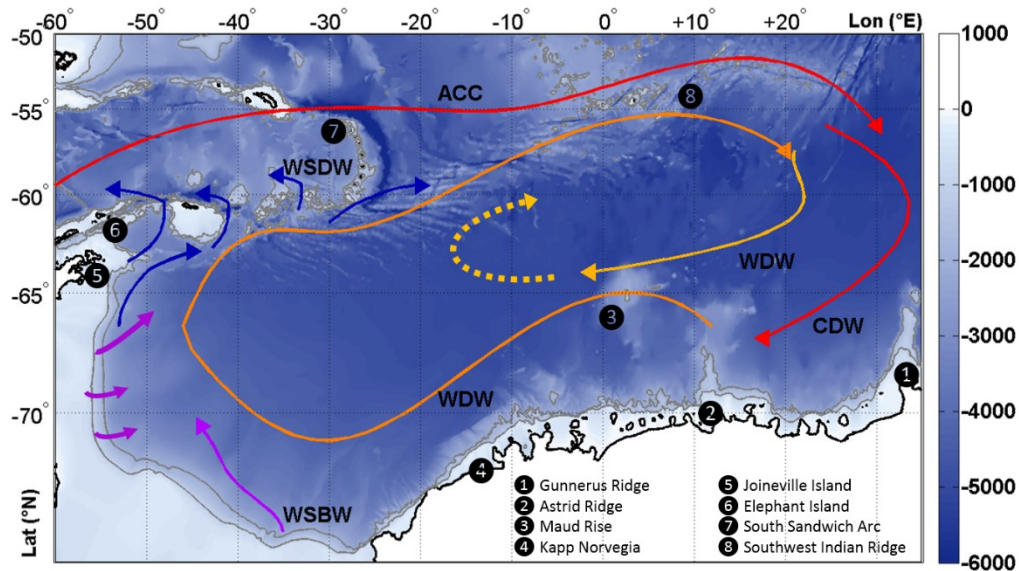 -60° -50° -40° -30° -20° -10° 0° +10° +20° Lon (°E)
-50°
-55°
-60°
-65°
-70°
Lat (°N)
ACC
8
7
WSDW
6
5
WDW
3
CDW
1
WDW
2
4
WSBW
1 Gunnerus Ridge
2 Astrid Ridge
3 Maud Rise
4 Kapp Norvegia
5 Joineville Island
6 Elephant Island
7 South Sandwich Arc
8 Southwest Indian Ridge
1000
0
-1000
-2000
-3000
-4000
-5000
-6000